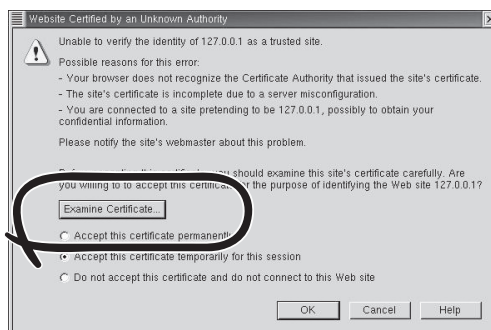 Website Certified by an Unknown Authority
Unable to verify the identity of 127.0.0.1 as a trusted site.
Possible reasons for this error:
- Your browser does not recognize the Certificate Authority that issued the site's certificate.
- The site's certificate is incomplete due to a server misconfiguration.
- You are connected to a site pretending to be 127.0.0.1, possibly to obtain your
confidential information.
Please notify the site's webmaster about this problem.
Before accepting this certificate, you should examine this site's certificate carefully. Are
you willing to to accept this certificate for the purpose of identifying the Web site 127.0.0.1?
Examine Certificate...
Accept this certificate permanently
Accept this certificate temporarily for this session
Do not accept this certificate and do not connect to this Web site
OK Cancel Help